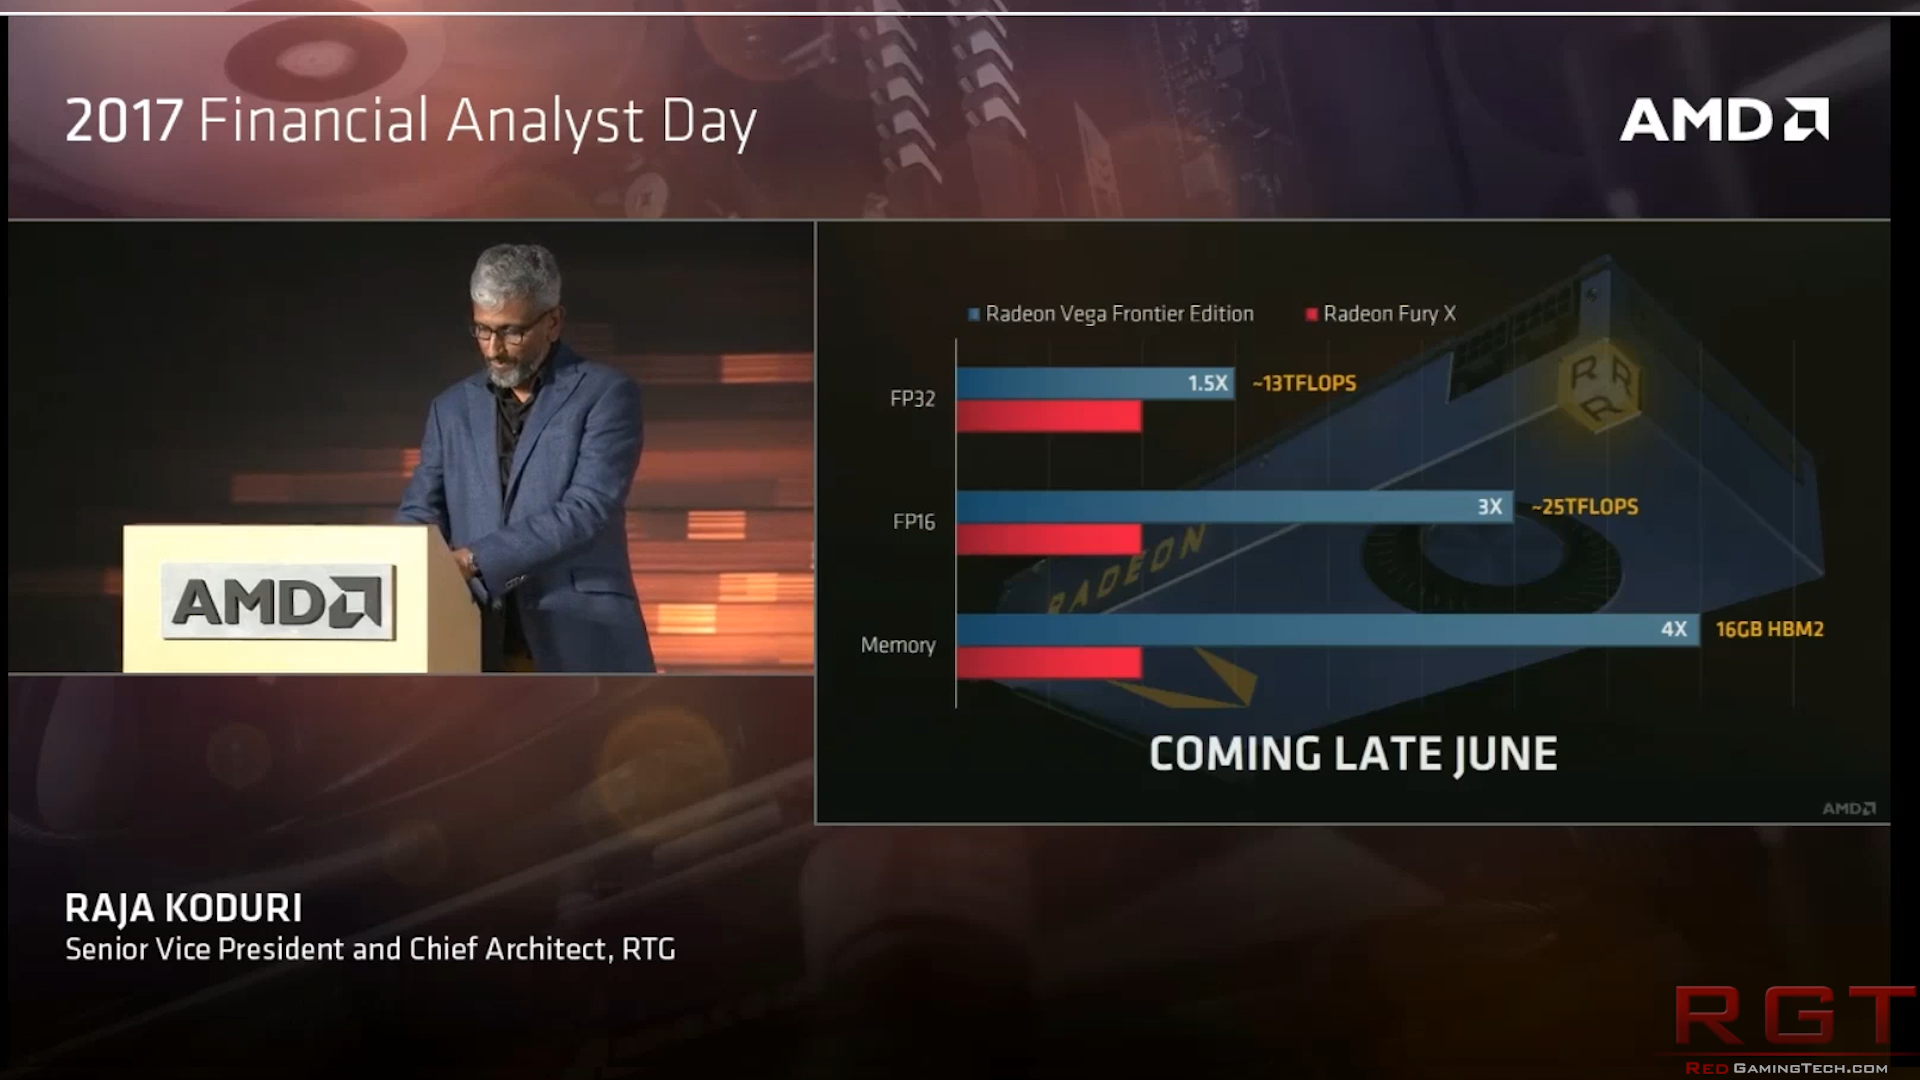 2017 Financial Analyst Day
AMD
AMD
Radeon Vega Frontier Edition
Radeon Fury X
FP32
1.5X
~13TFLOPS
FP16
3X
~25TFLOPS
Memory
4X
16GB HBM2
R R
R
RADEON
COMING LATE JUNE
AMD
RAJA KODURI
Senior Vice President and Chief Architect, RTG
RGT
REDGAMINGTECH.COM